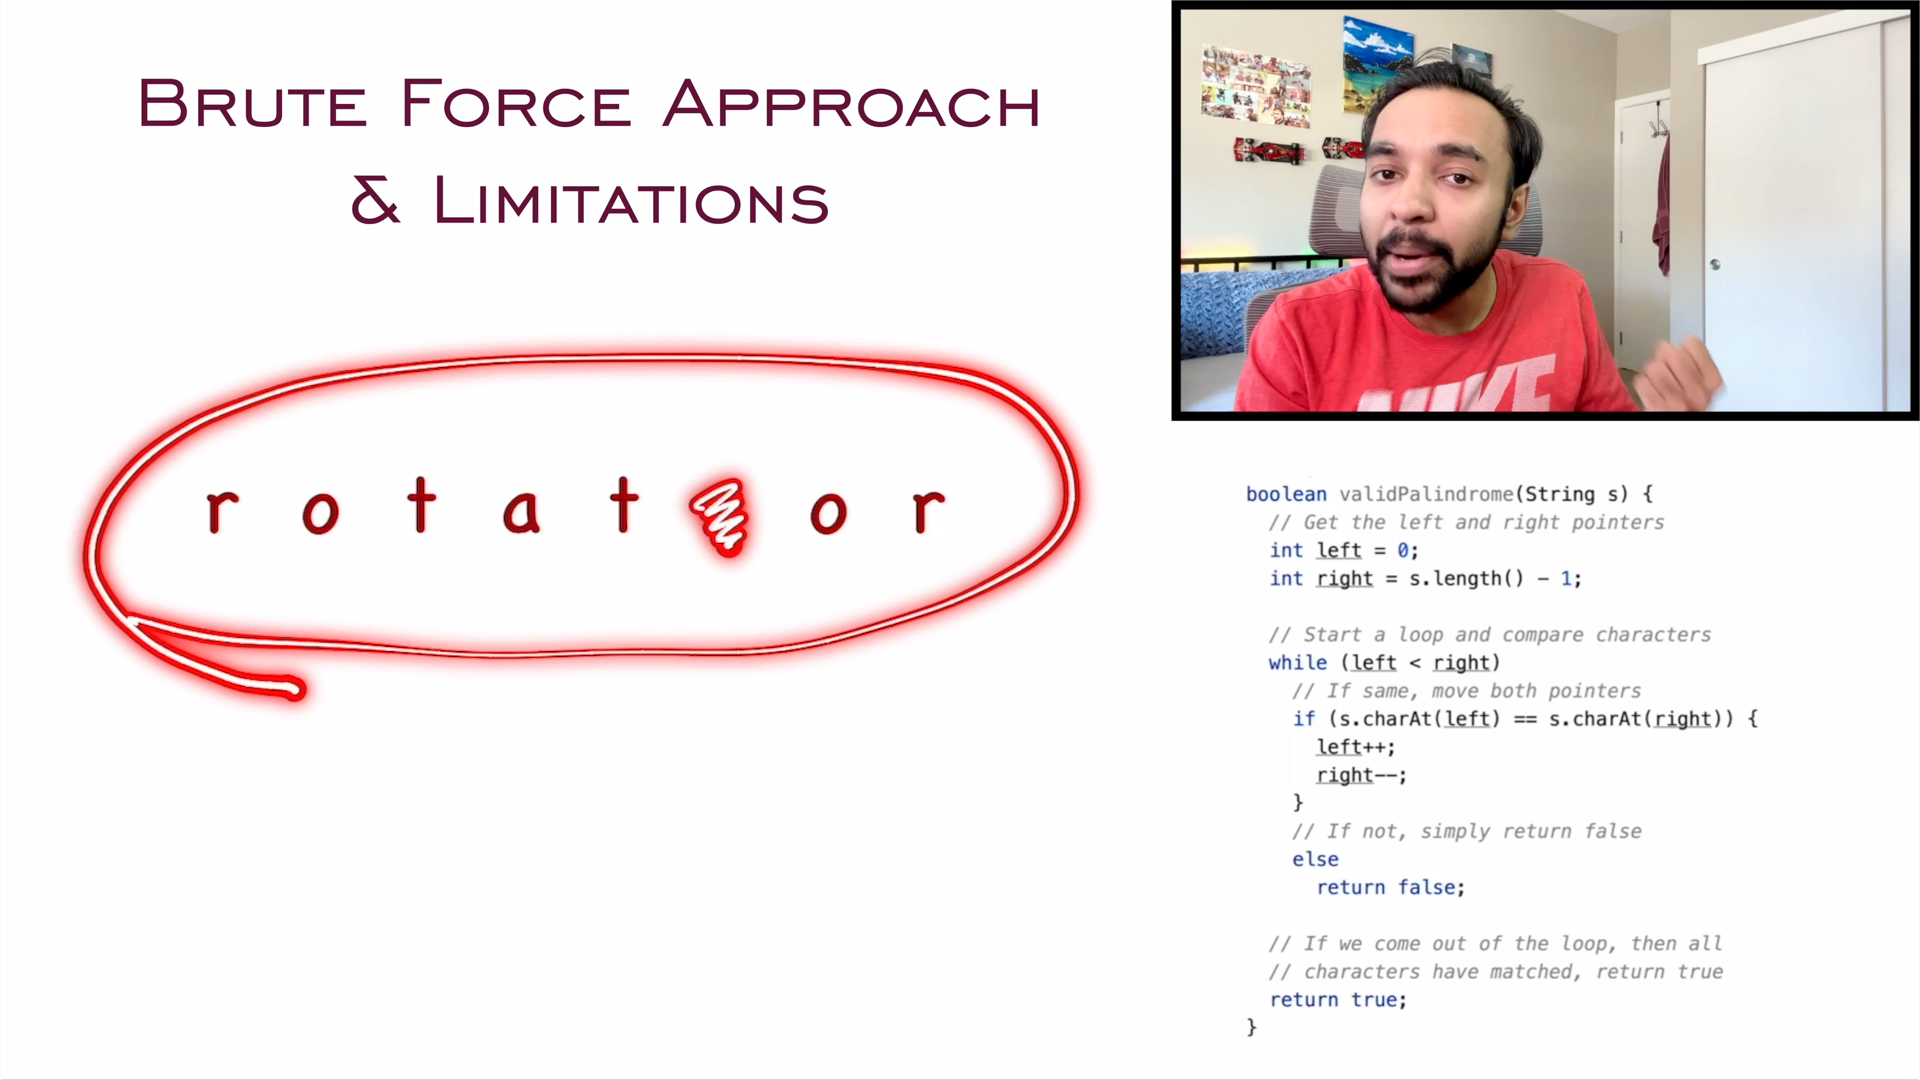 BRUTE FORCE APPROACH
& LIMITATIONS
r o t a t o r
NIKE
boolean validPalindrome(String s) {
// Get the left and right pointers
int left = 0;
int right = s.length() - 1;
// Start a loop and compare characters
while (left < right)
// If same, move both pointers
if (s.charAt(left) == s.charAt(right)) {
left++;
right--;
}
// If not, simply return false
else
return false;
// If we come out of the loop, then all
// characters have matched, return true
return true;
}